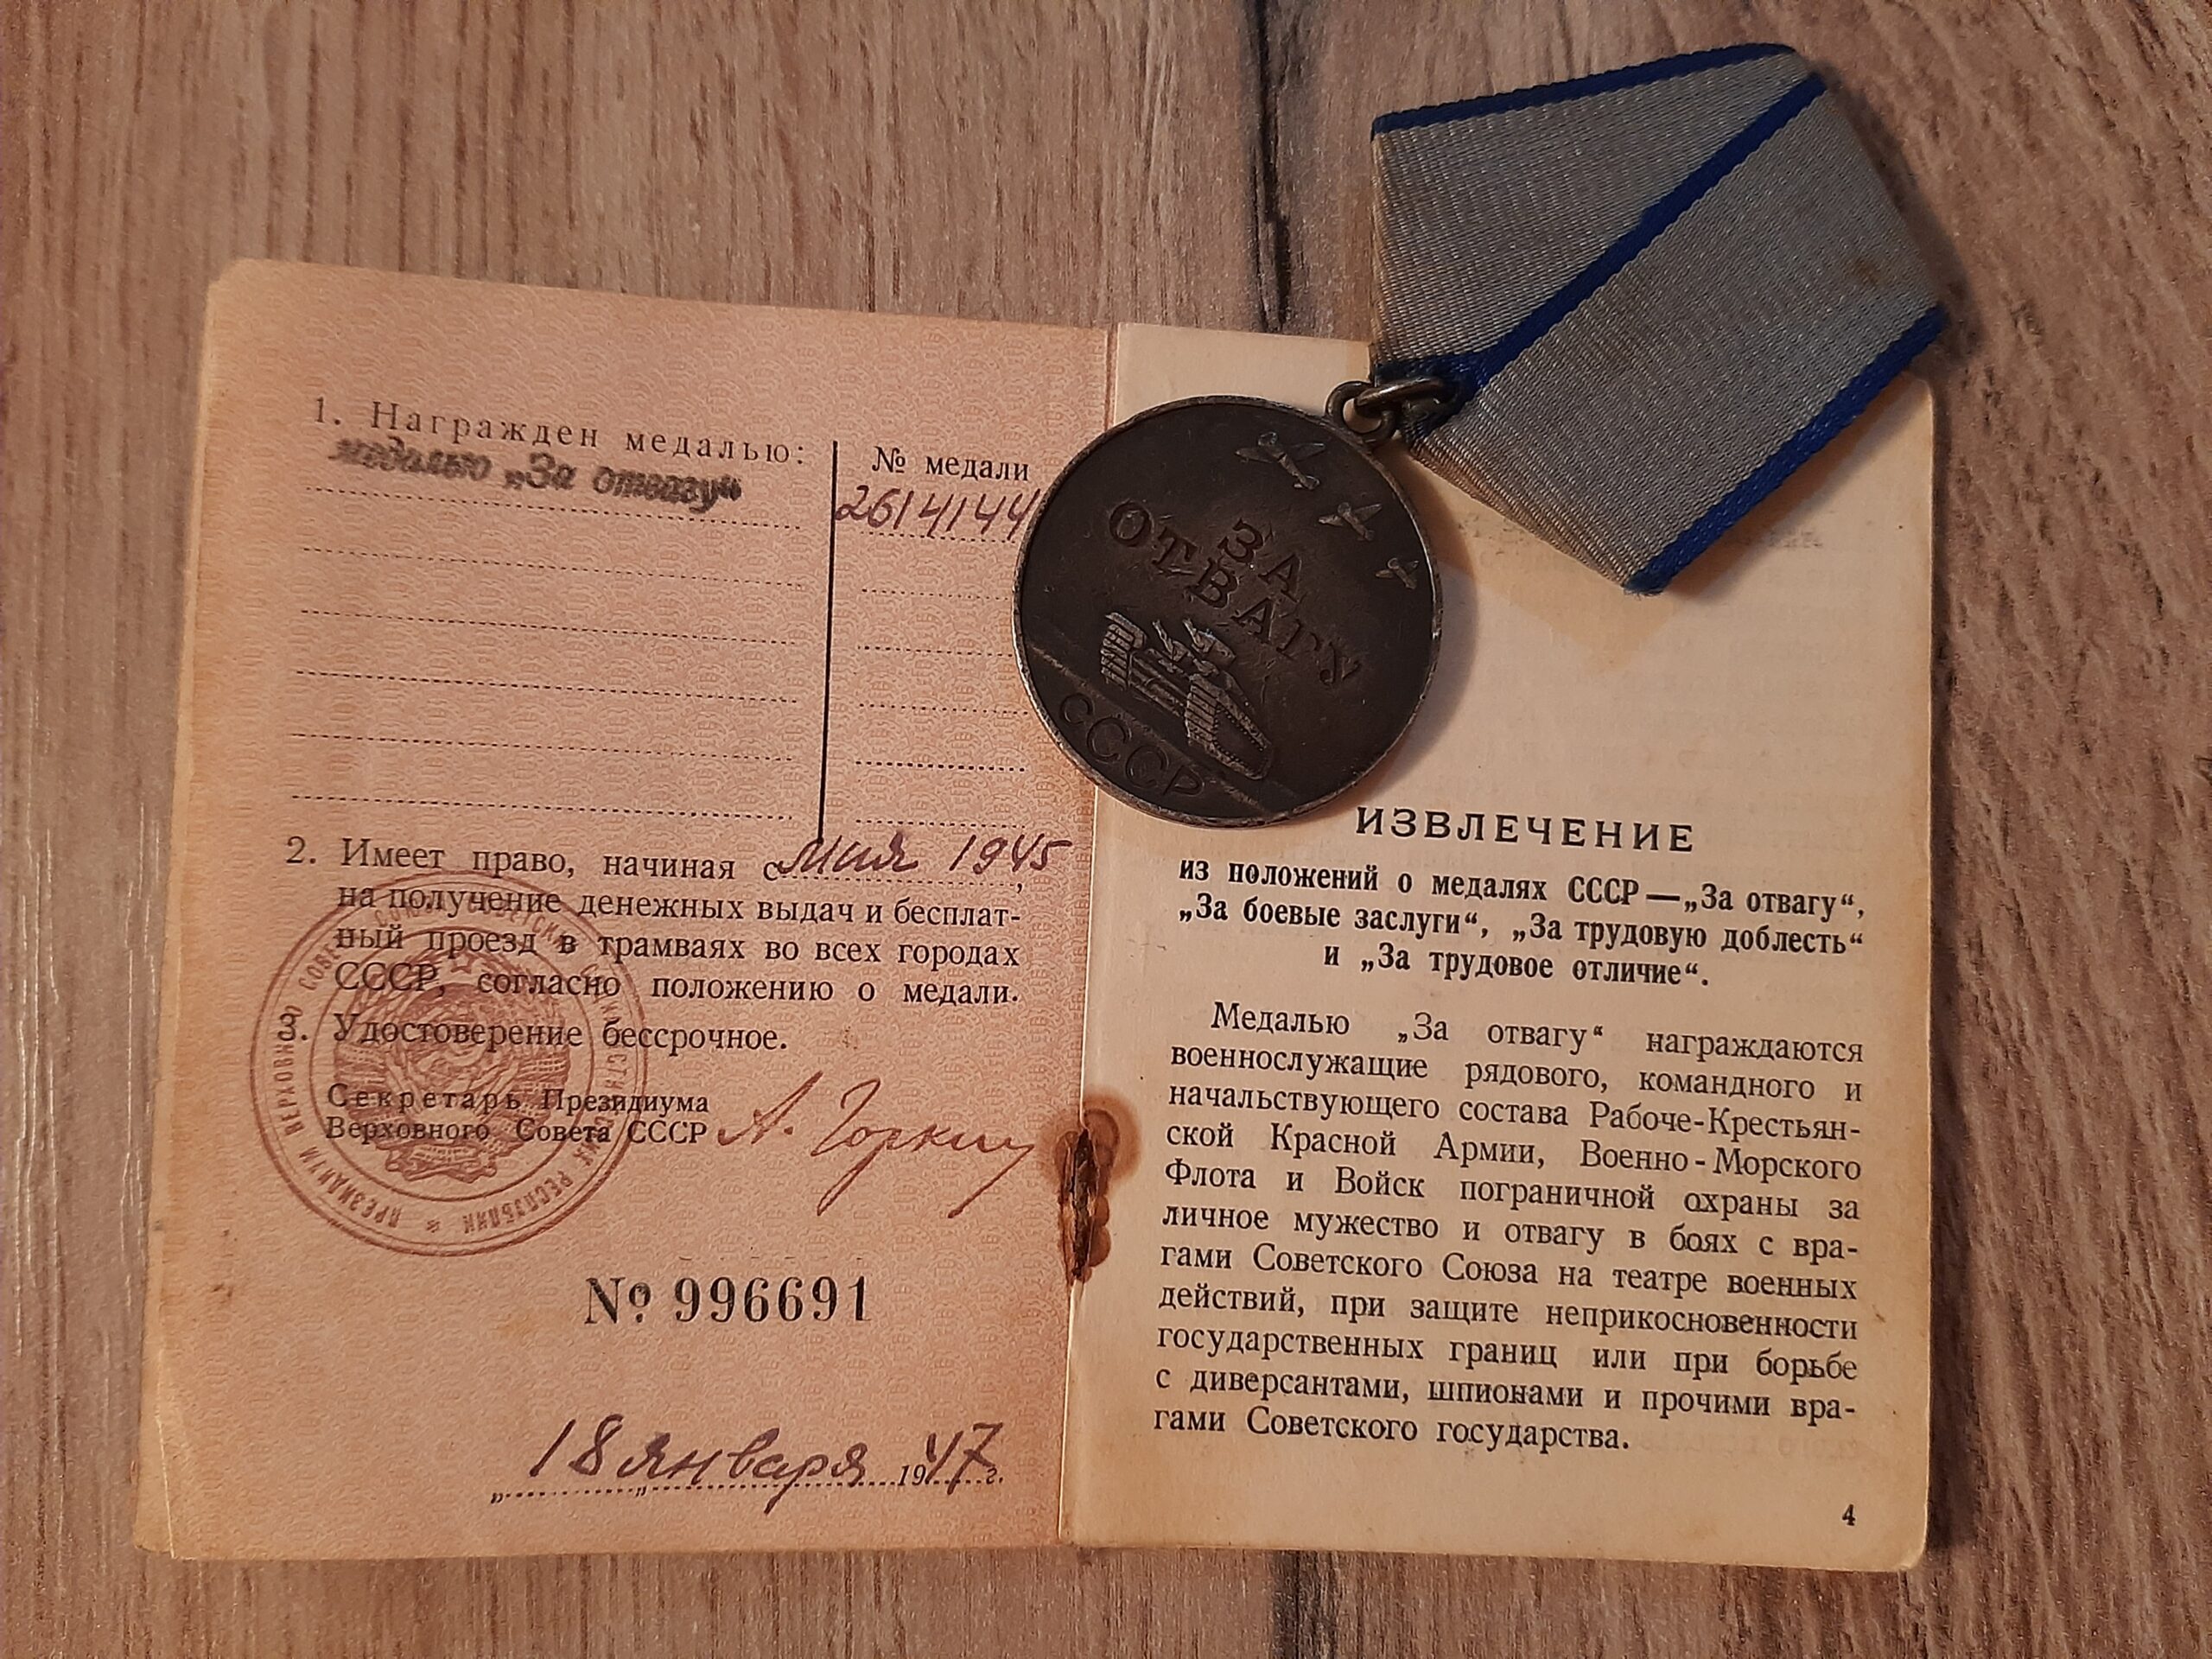 1. Награжден медалью:
медалью „За отвагу“
№ медали
2614144
2. Имеет право, начиная с мая 1945,
на получение денежных выдач и бесплат-
ный проезд в трамваях во всех городах
СССР, согласно положению о медали.
3. Удостоверение бессрочное.
Секретарь Президиума
Верховного Совета СССР А. Горкин
ПРЕЗИДИУМ ВЕРХОВНОГО
№ 996691
„18“ января 1947 г.
ЗА
ОТВАГУ
СССР
ИЗВЛЕЧЕНИЕ
из положений о медалях СССР—„За отвагу“,
„За боевые заслуги“, „За трудовую доблесть“
и „За трудовое отличие“.
Медалью „За отвагу“ награждаются
военнослужащие рядового, командного и
начальствующего состава Рабоче-Крестьян-
ской Красной Армии, Военно-Морского
Флота и Войск пограничной охраны за
личное мужество и отвагу в боях с вра-
гами Советского Союза на театре военных
действий, при защите неприкосновенности
государственных границ или при борьбе
с диверсантами, шпионами и прочими вра-
гами Советского государства.
4